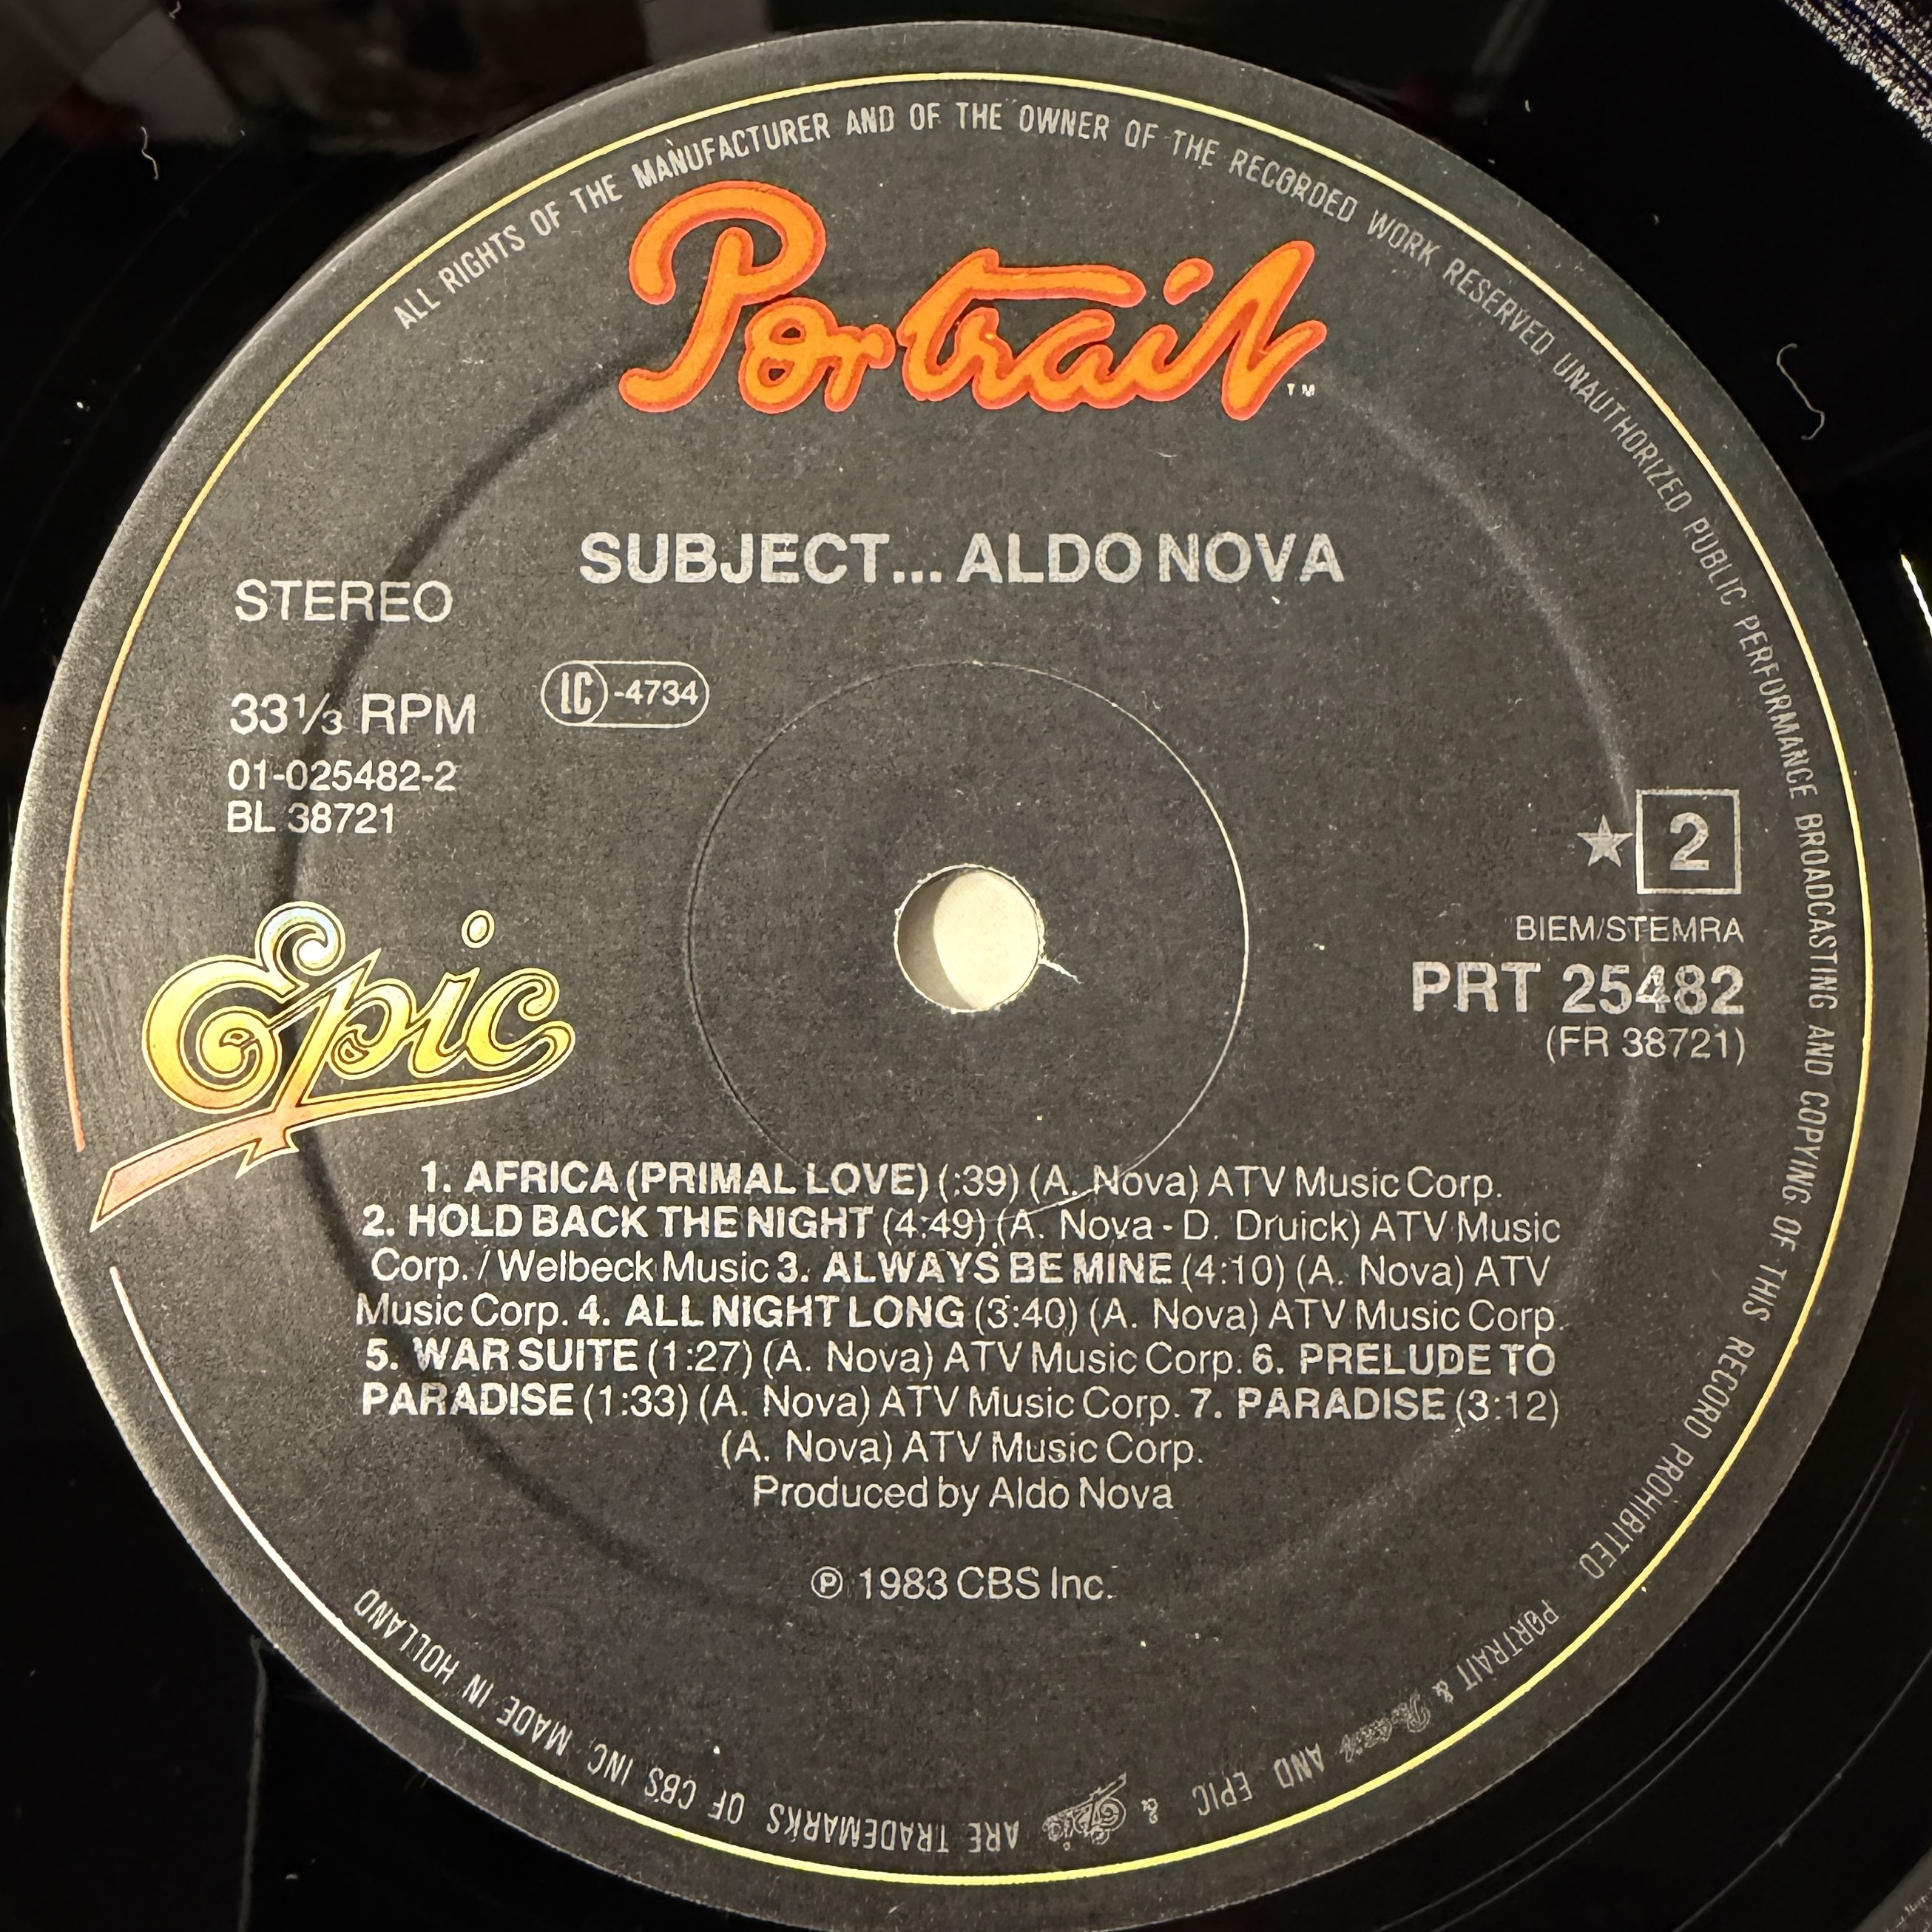 ALL RIGHTS OF THE MANUFACTURER AND OF THE OWNER OF THE RECORDED WORK RESERVED UNAUTHORIZED PUBLIC PERFORMANCE BROADCASTING AND COPYING OF THIS RECORD PROHIBITED
Portrait
TM
SUBJECT... ALDO NOVA
STEREO
LC -4734
33⅓ RPM
01-025482-2
BL 38721
★ 2
BIEM/STEMRA
PRT 25482
(FR 38721)
Epic
1. AFRICA (PRIMAL LOVE) (:39) (A. Nova) ATV Music Corp.
2. HOLD BACK THE NIGHT (4:49) (A. Nova - D. Druick) ATV Music
Corp. / Welbeck Music 3. ALWAYS BE MINE (4:10) (A. Nova) ATV
Music Corp. 4. ALL NIGHT LONG (3:40) (A. Nova) ATV Music Corp.
5. WAR SUITE (1:27) (A. Nova) ATV Music Corp. 6. PRELUDE TO
PARADISE (1:33) (A. Nova) ATV Music Corp. 7. PARADISE (3:12)
(A. Nova) ATV Music Corp.
Produced by Aldo Nova
℗ 1983 CBS Inc.
PORTRAIT & Portrait AND EPIC & Epic ARE TRADEMARKS OF CBS INC MADE IN HOLLAND